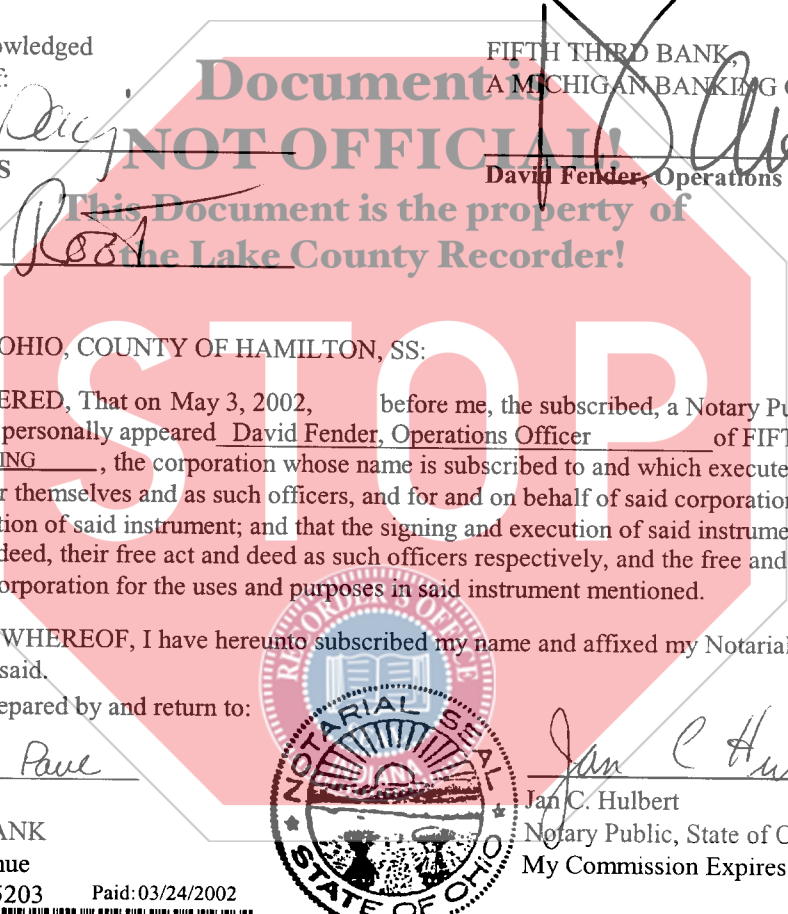 owledged
FIFTH THIRD BANK,
A MICHIGAN BANKING
Document is
NOT OFFICIAL!
This Document is the property of
the Lake County Recorder!
S
David Fender, Operations
STOP
OHIO, COUNTY OF HAMILTON, SS:
ERED, That on May 3, 2002, before me, the subscribed, a Notary Pu
personally appeared David Fender, Operations Officer of FIFT
ING , the corporation whose name is subscribed to and which execute
r themselves and as such officers, and for and on behalf of said corporation
tion of said instrument; and that the signing and execution of said instrume
deed, their free act and deed as such officers respectively, and the free and
orporation for the uses and purposes in said instrument mentioned.
WHEREOF, I have hereunto subscribed my name and affixed my Notarial
said.
epared by and return to:
RECORDER'S OFFICE
INDIANA
NOTARIAL SEAL
STATE OF OHIO
Jan C Hu
Jan C. Hulbert
Notary Public, State of O
My Commission Expires
ANK
nue
5203 Paid:03/24/2002